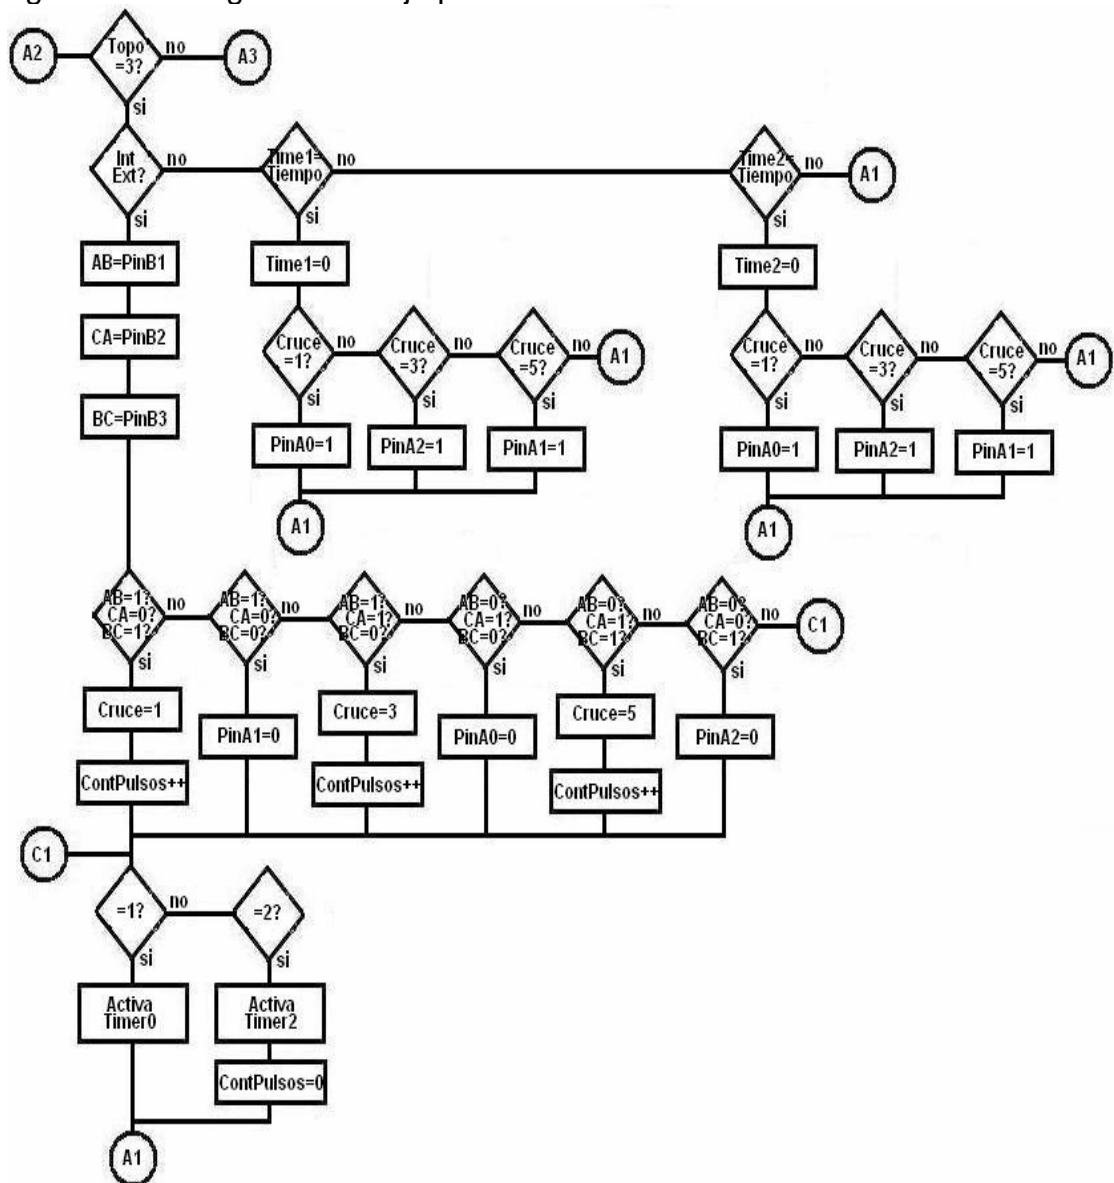 A2
Topo
=3?
no
A3
si
Int
Ext?
no
Time1=
Tiempo
no
Time2=
Tiempo
no
A1
si
si
si
AB=PinB1
Time1=0
Time2=0
CA=PinB2
Cruce
=1?
no
Cruce
=3?
no
Cruce
=5?
no
A1
Cruce
=1?
no
Cruce
=3?
no
Cruce
=5?
no
A1
si
si
si
si
si
si
BC=PinB3
PinA0=1
PinA2=1
PinA1=1
PinA0=1
PinA2=1
PinA1=1
A1
A1
AB=1?
CA=0?
BC=1?
no
AB=1?
CA=0?
BC=0?
no
AB=1?
CA=1?
BC=0?
no
AB=0?
CA=1?
BC=0?
no
AB=0?
CA=1?
BC=1?
no
AB=0?
CA=0?
BC=1?
no
C1
si
si
si
si
si
si
Cruce=1
PinA1=0
Cruce=3
PinA0=0
Cruce=5
PinA2=0
ContPulsos++
ContPulsos++
ContPulsos++
C1
=1?
no
=2?
si
si
Activa
Timer0
Activa
Timer2
ContPulsos=0
A1